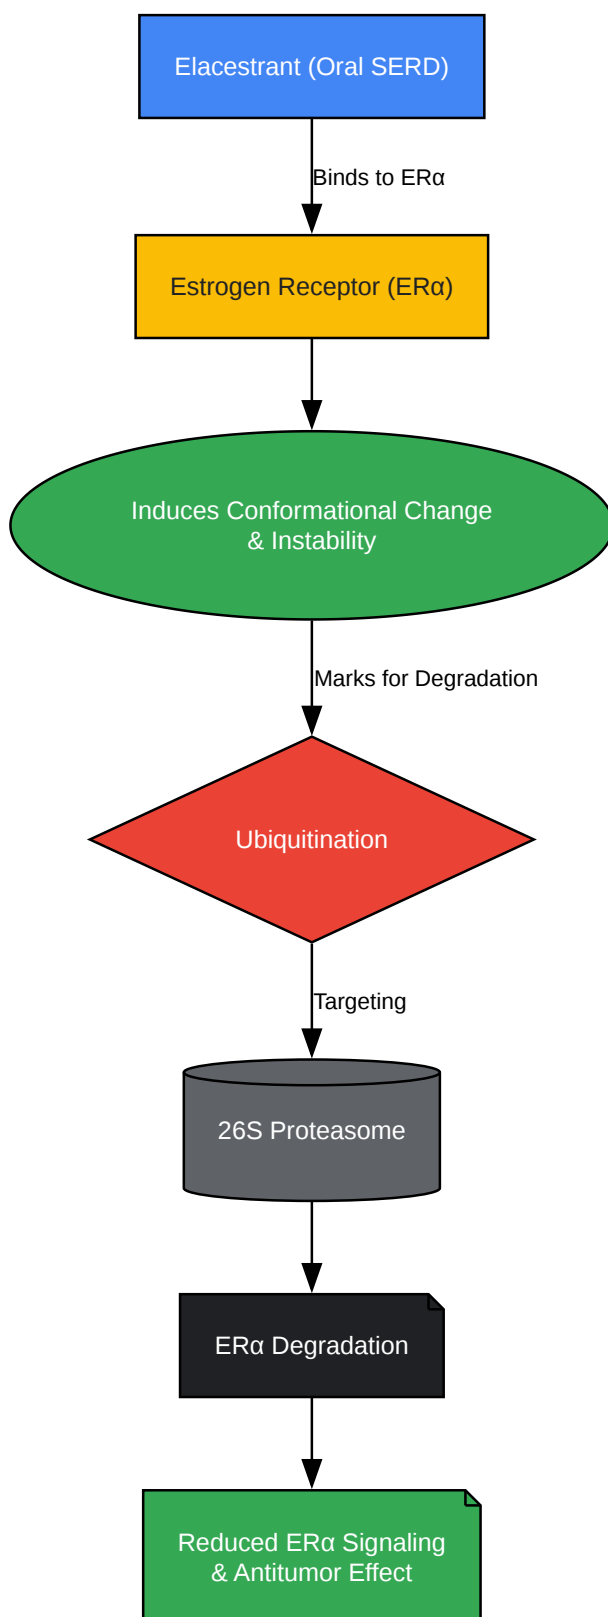 Elacestrant (Oral SERD)
Binds to ERα
Estrogen Receptor (ERα)
Induces Conformational Change
& Instability
Marks for Degradation
Ubiquitination
Targeting
26S Proteasome
ERα Degradation
Reduced ERα Signaling
& Antitumor Effect